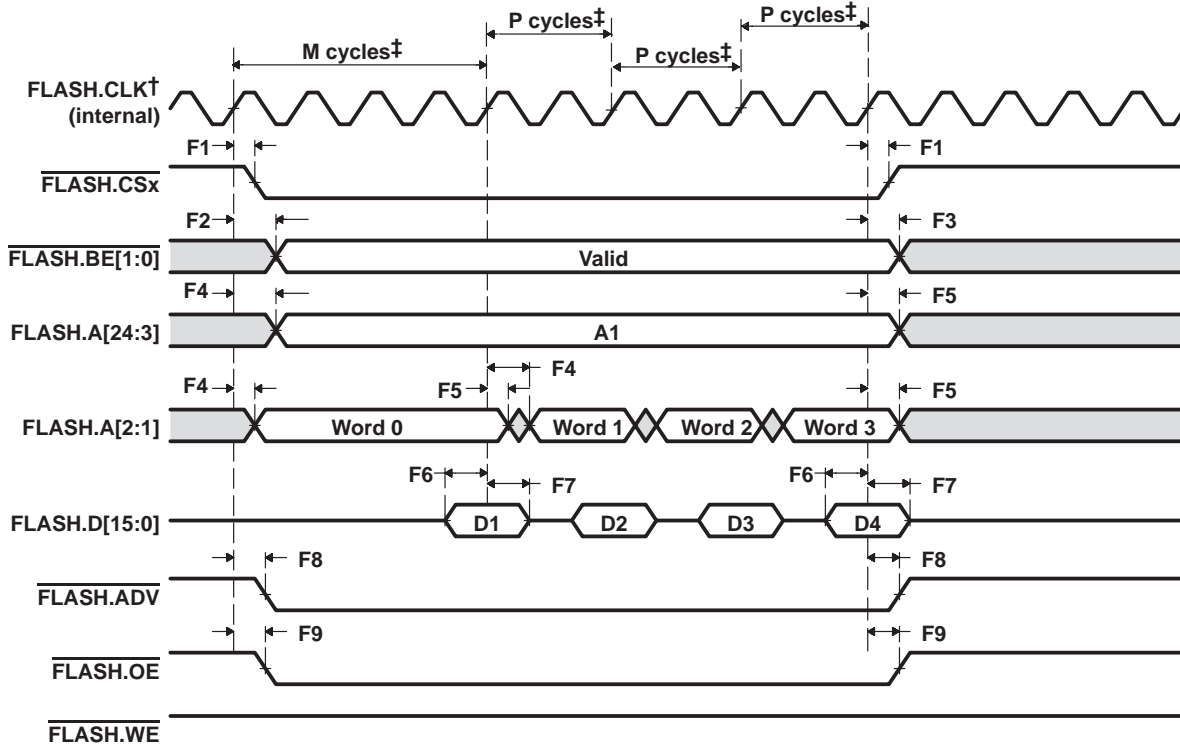 P cycles‡
P cycles‡
M cycles‡
P cycles‡
FLASH.CLK†
(internal)
F1
F1
FLASH.CSx
F2
F3
FLASH.BE[1:0]
Valid
F4
F5
FLASH.A[24:3]
A1
F4
F4
F5
F5
FLASH.A[2:1]
Word 0
Word 1
Word 2
Word 3
F6
F7
F6
F7
FLASH.D[15:0]
D1
D2
D3
D4
F8
F8
FLASH.ADV
F9
F9
FLASH.OE
FLASH.WE